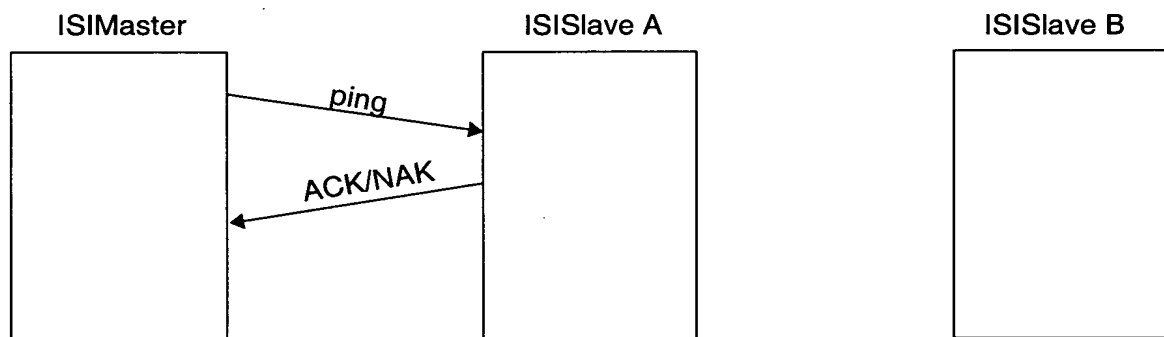 ISIMaster
ISISlave A
ISISlave B
ping
ACK/NAK